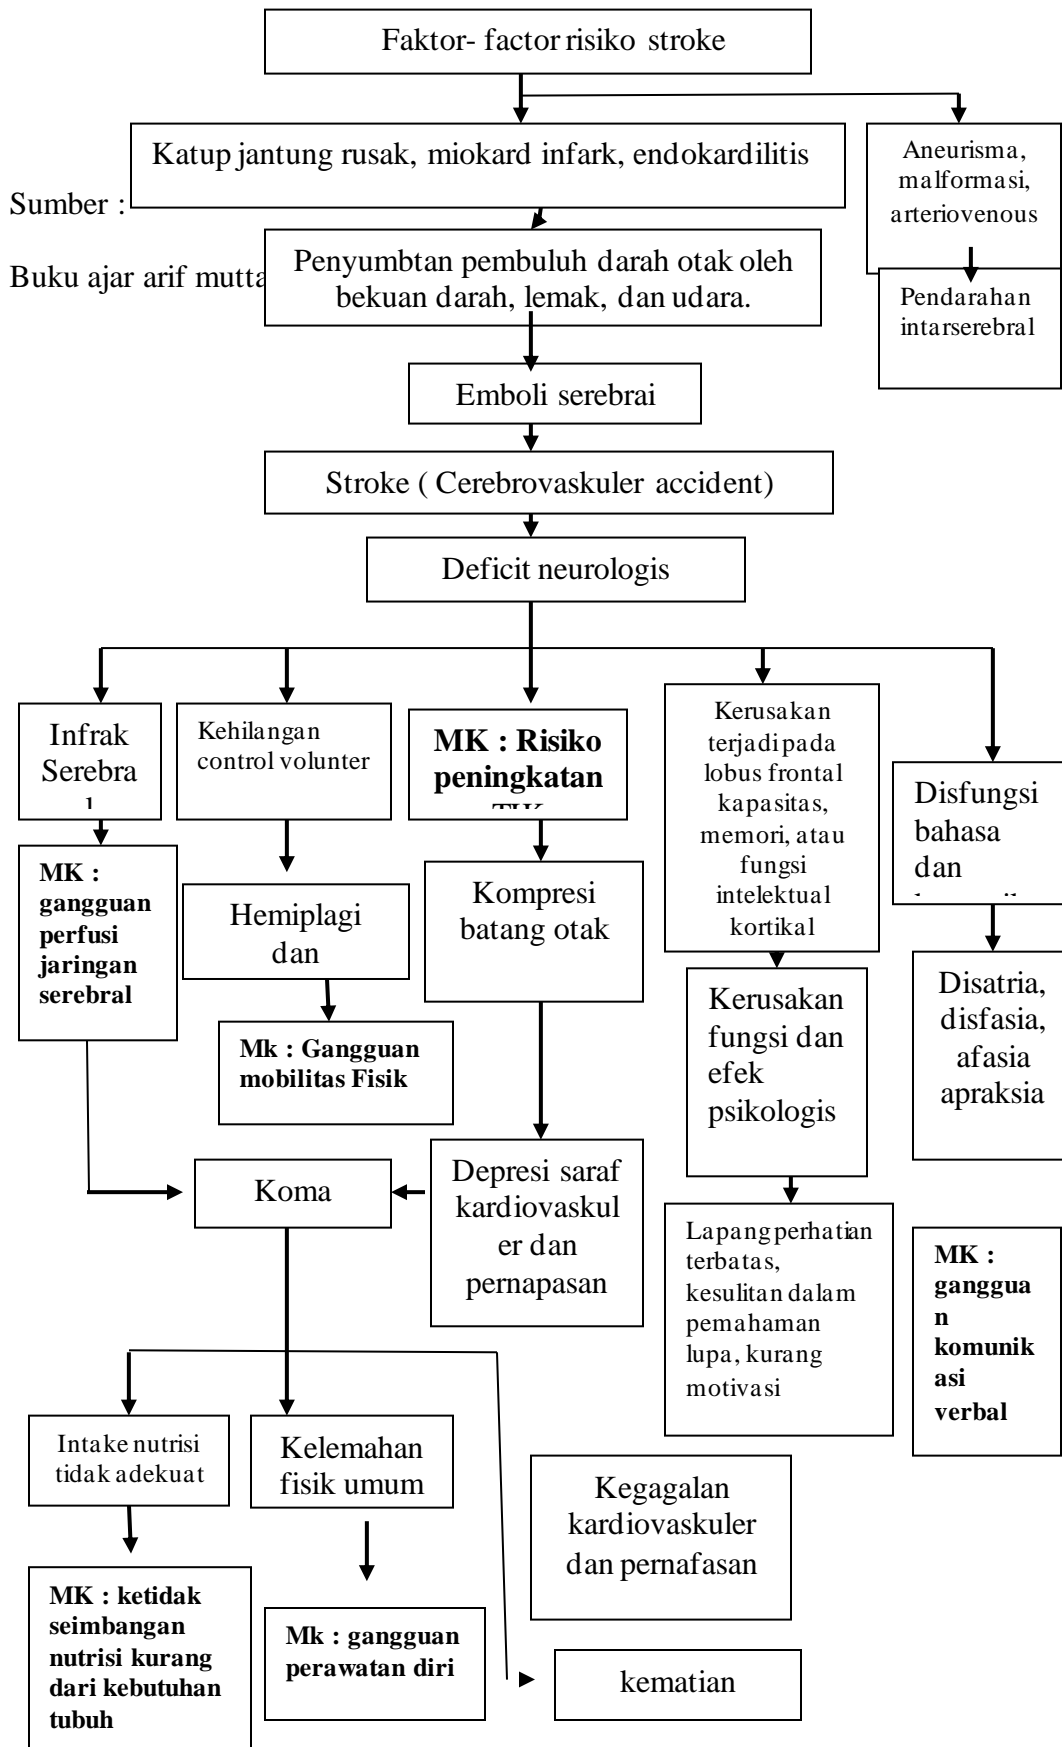 Faktor- factor risiko stroke
Katup jantung rusak, miokard infark, endokardilitis
Aneurisma,
malformasi,
arteriovenous
Sumber :
Buku ajar arif mutta
Penyumbtan pembuluh darah otak oleh
bekuan darah, lemak, dan udara.
Pendarahan
intarserebral
Emboli serebrai
Stroke ( Cerebrovaskuler accident)
Deficit neurologis
Infrak
Serebra
Kehilangan
control volunter
MK : Risiko
peningkatan
Kerusakan
terjadi pada
lobus frontal
kapasitas,
memori, atau
fungsi
intelektual
kortikal
Disfungsi
bahasa
dan
MK :
gangguan
perfusi
jaringan
serebral
Hemiplagi
dan
Kompresi
batang otak
Kerusakan
fungsi dan
efek
psikologis
Disatria,
disfasia,
afasia
apraksia
Mk : Gangguan
mobilitas Fisik
Koma
Depresi saraf
kardiovaskul
er dan
pernapasan
Lapang perhatian
terbatas,
kesulitan dalam
pemahaman
lupa, kurang
motivasi
MK :
ganggua
n
komunik
asi
verbal
Intake nutrisi
tidak adekuat
Kelemahan
fisik umum
Kegagalan
kardiovaskuler
dan pernafasan
MK : ketidak
seimbangan
nutrisi kurang
dari kebutuhan
tubuh
Mk : gangguan
perawatan diri
kematian